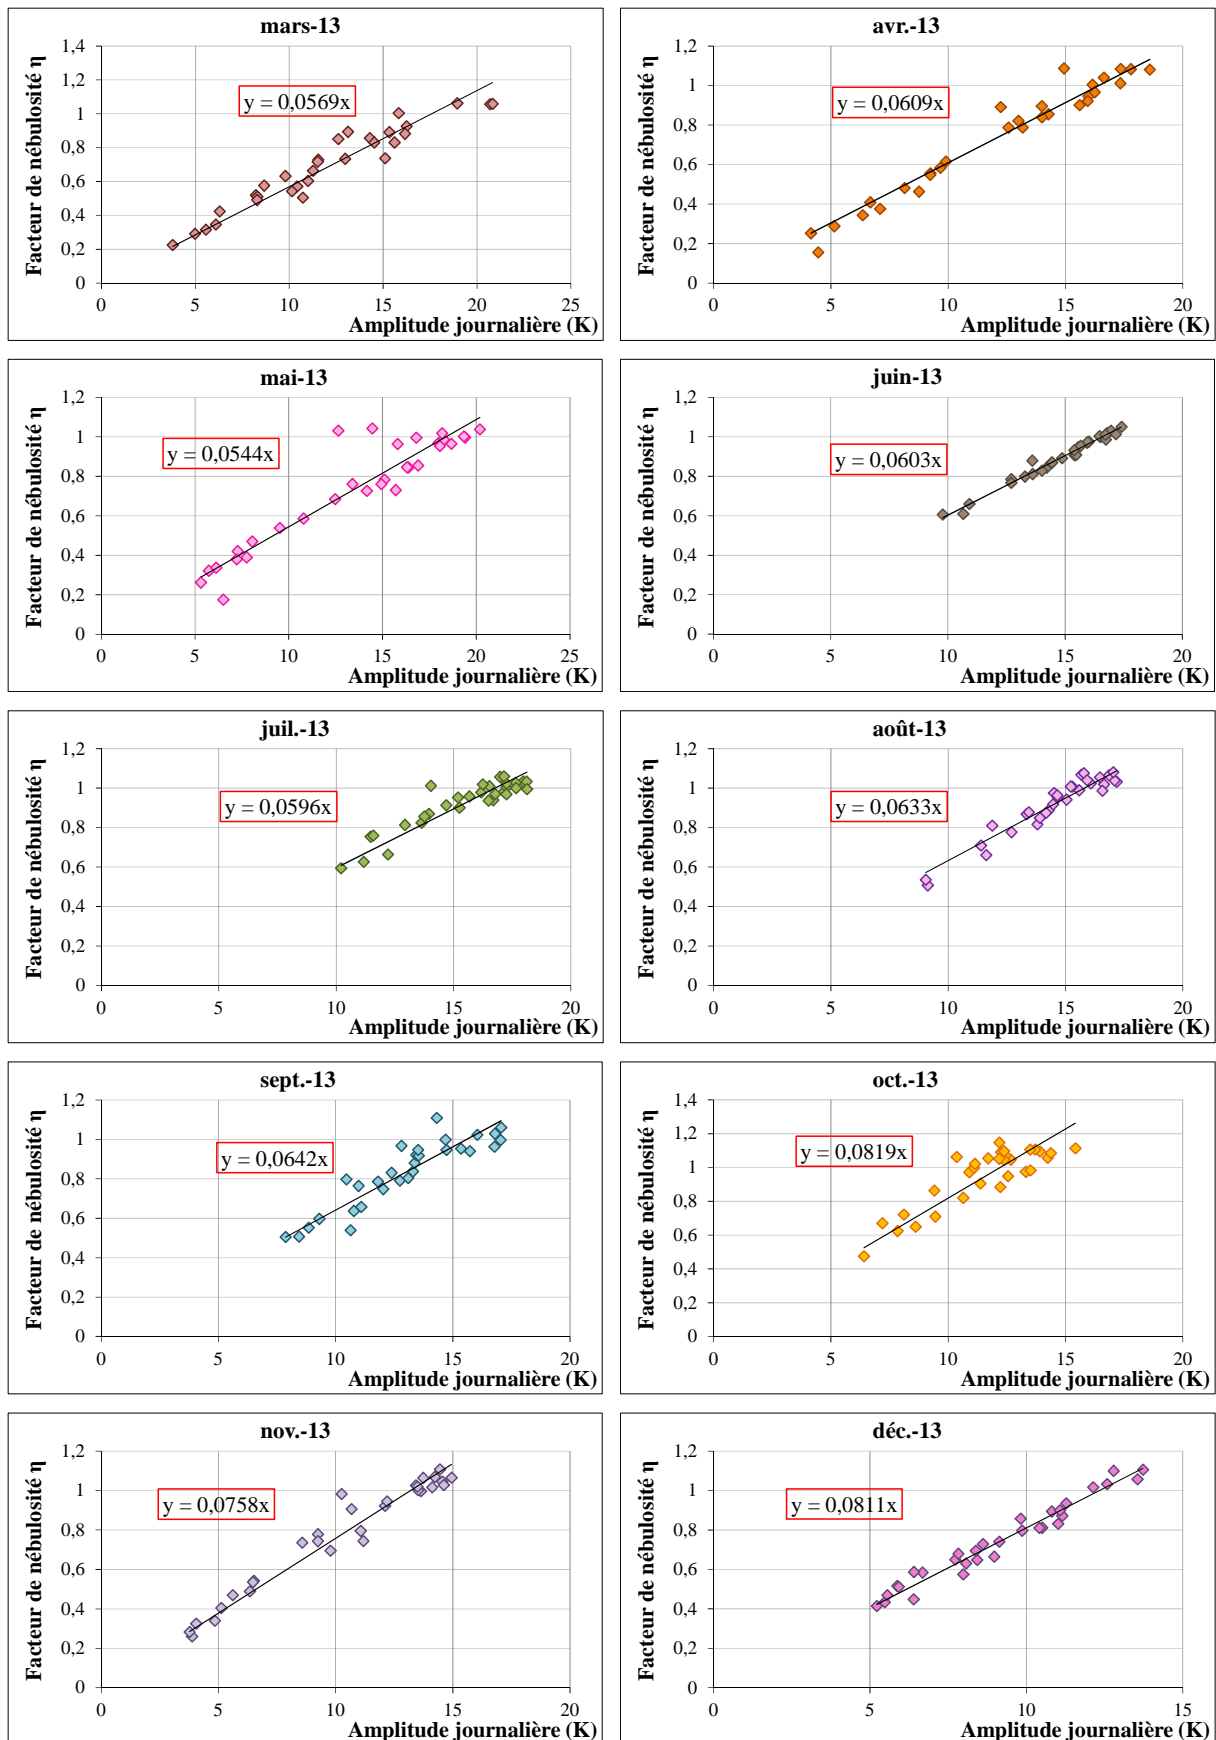 mars-13
Facteur de nébulosité η
1,4
1,2
1
0,8
0,6
0,4
0,2
0
y = 0,0569x
0 5 10 15 20 25
Amplitude journalière (K)
avr.-13
Facteur de nébulosité η
1,2
1
0,8
0,6
0,4
0,2
0
y = 0,0609x
0 5 10 15 20
Amplitude journalière (K)
mai-13
Facteur de nébulosité η
1,2
1
0,8
0,6
0,4
0,2
0
y = 0,0544x
0 5 10 15 20 25
Amplitude journalière (K)
juin-13
Facteur de nébulosité η
1,2
1
0,8
0,6
0,4
0,2
0
y = 0,0603x
0 5 10 15 20
Amplitude journalière (K)
juil.-13
Facteur de nébulosité η
1,2
1
0,8
0,6
0,4
0,2
0
y = 0,0596x
0 5 10 15 20
Amplitude journalière (K)
août-13
Facteur de nébulosité η
1,2
1
0,8
0,6
0,4
0,2
0
y = 0,0633x
0 5 10 15 20
Amplitude journalière (K)
sept.-13
Facteur de nébulosité η
1,2
1
0,8
0,6
0,4
0,2
0
y = 0,0642x
0 5 10 15 20
Amplitude journalière (K)
oct.-13
Facteur de nébulosité η
1,4
1,2
1
0,8
0,6
0,4
0,2
0
y = 0,0819x
0 5 10 15 20
Amplitude journalière (K)
nov.-13
Facteur de nébulosité η
1,2
1
0,8
0,6
0,4
0,2
0
y = 0,0758x
0 5 10 15 20
Amplitude journalière (K)
déc.-13
Facteur de nébulosité η
1,2
1
0,8
0,6
0,4
0,2
0
y = 0,0811x
5 10 15
Amplitude journalière (K)